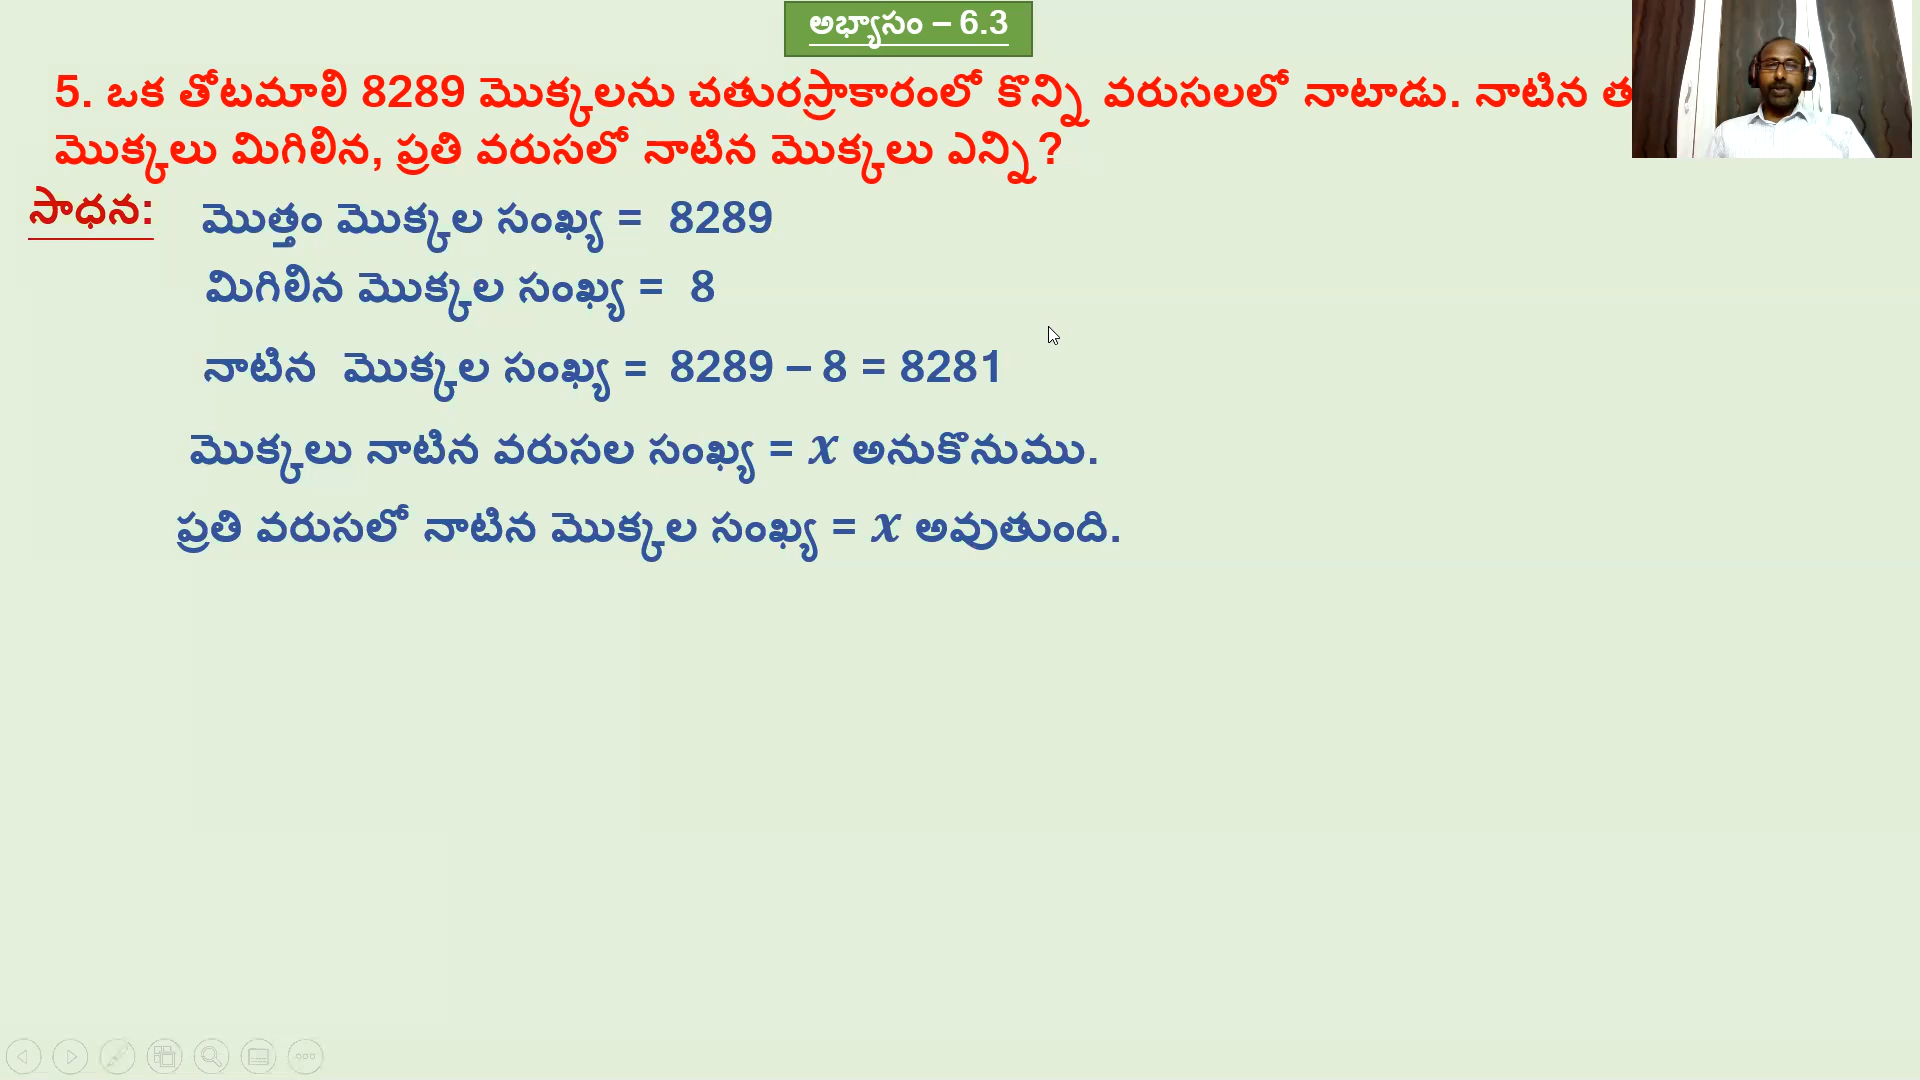 అభ్యాసం – 6.3
5. ఒక తోటమాలి 8289 మొక్కలను చతురస్రాకారంలో కొన్ని వరుసలలో నాటాడు. నాటిన
మొక్కలు మిగిలిన, ప్రతి వరుసలో నాటిన మొక్కలు ఎన్ని?
సాధన:
మొత్తం మొక్కల సంఖ్య = 8289
మిగిలిన మొక్కల సంఖ్య = 8
నాటిన మొక్కల సంఖ్య = 8289 – 8 = 8281
మొక్కలు నాటిన వరుసల సంఖ్య = x అనుకొనుము.
ప్రతి వరుసలో నాటిన మొక్కల సంఖ్య = x అవుతుంది.